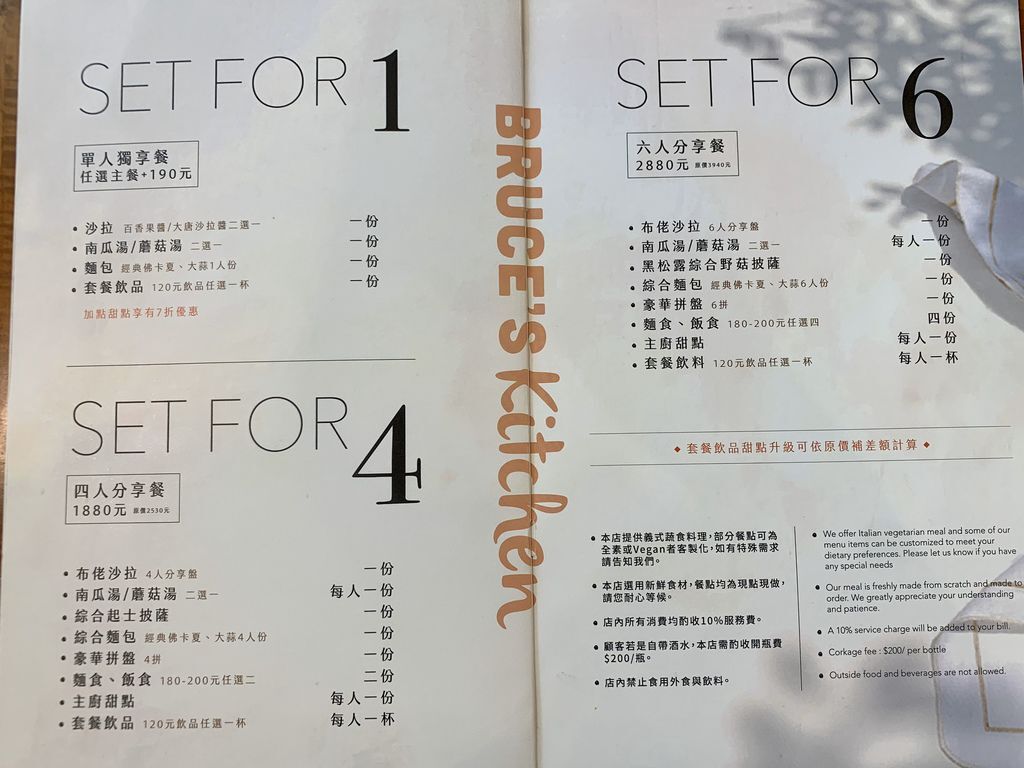 SET FOR 1
單人獨享餐
任選主餐+190元
• 沙拉 百香果醬/大唐沙拉醬二選一 一份
• 南瓜湯/蘑菇湯 二選一 一份
• 麵包 經典佛卡夏、大蒜1人份 一份
• 套餐飲品 120元飲品任選一杯 一份
加點甜點享有7折優惠
SET FOR 4
四人分享餐
1880元 原價2530元
• 布佬沙拉 4人分享盤 一份
• 南瓜湯/蘑菇湯 二選一 每人一份
• 綜合起士披薩 一份
• 綜合麵包 經典佛卡夏、大蒜4人份 一份
• 豪華拼盤 4拼 一份
• 麵食、飯食 180-200元任選二 二份
• 主廚甜點 每人一份
• 套餐飲品 120元飲品任選一杯 每人一杯
BRUCE'S Kitchen
SET FOR 6
六人分享餐
2880元 原價3940元
• 布佬沙拉 6人分享盤 一份
• 南瓜湯/蘑菇湯 二選一 每人一份
• 黑松露綜合野菇披薩 一份
• 綜合麵包 經典佛卡夏、大蒜6人份 一份
• 豪華拼盤 6拼 一份
• 麵食、飯食 180-200元任選四 四份
• 主廚甜點 每人一份
• 套餐飲料 120元飲品任選一杯 每人一杯
◆ 套餐飲品甜點升級可依原價補差額計算 ◆
• 本店提供義式蔬食料理，部分餐點可為
全素或Vegan者客製化，如有特殊需求
請告知我們。
• 本店選用新鮮食材，餐點均為現點現做，
請您耐心等候。
• 店內所有消費均酌收10%服務費。
• 顧客若是自帶酒水，本店需酌收開瓶費
$200/瓶。
• 店內禁止食用外食與飲料。
• We offer Italian vegetarian meal and some of our
menu items can be customized to meet your
dietary preferences. Please let us know if you have
any special needs
• Our meal is freshly made from scratch and made to
order. We greatly appreciate your understanding
and patience.
• A 10% service charge will be added to your bill.
• Corkage fee : $200/ per bottle
• Outside food and beverages are not allowed.